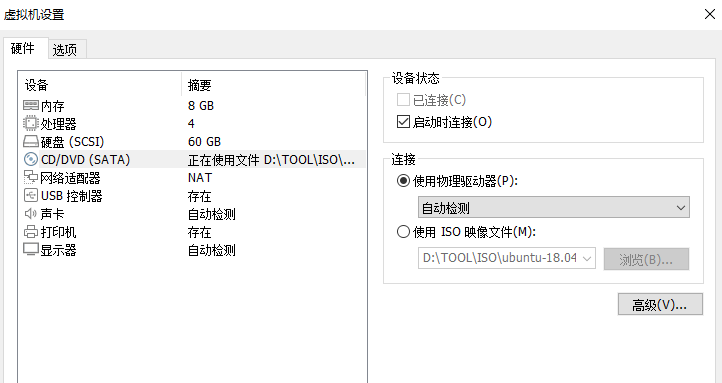 虚拟机设置
硬件 选项
设备 摘要
内存 8 GB
处理器 4
硬盘 (SCSI) 60 GB
CD/DVD (SATA) 正在使用文件 D:\TOOL\ISO\...
网络适配器 NAT
USB 控制器 存在
声卡 自动检测
打印机 存在
显示器 自动检测
设备状态
已连接(C)
启动时连接(O)
连接
使用物理驱动器(P):
自动检测
使用 ISO 映像文件(M):
D:\TOOL\ISO\ubuntu-18.04 浏览(B)...
高级(V)...